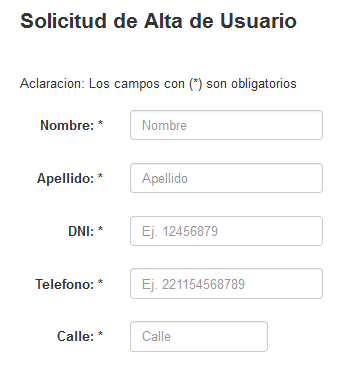 Solicitud de Alta de Usuario
Aclaracion: Los campos con (*) son obligatorios
Nombre: * Nombre
Apellido: * Apellido
DNI: * Ej. 12456879
Telefono: * Ej. 221154568789
Calle: * Calle